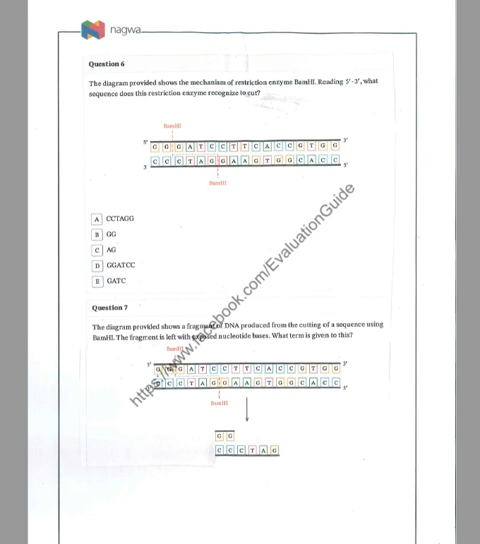 nagwa
Question 6
The diagram provided shows the mechanism of restriction enzyme BamHI. Reading 5'-3', what
sequence does this restriction enzyme recognize to cut?
BamHI
5' 3'
G G G A T C C T T C A C C G T G G
C C C T A G G A A G T G G C A C C
3' 5'
BamHI
A CCTAGG
B GG
C AG
D GGATCC
E GATC
Question 7
The diagram provided shows a fragment of DNA produced from the cutting of a sequence using
BamHI. The fragment is left with exposed nucleotide bases. What term is given to this?
BamHI
5' 3'
G G G A T C C T T C A C C G T G G
C C T A G G A A G T G G C A C C
5'
BamHI
G G
C C C T A G
https://www.facebook.com/EvaluationGuide